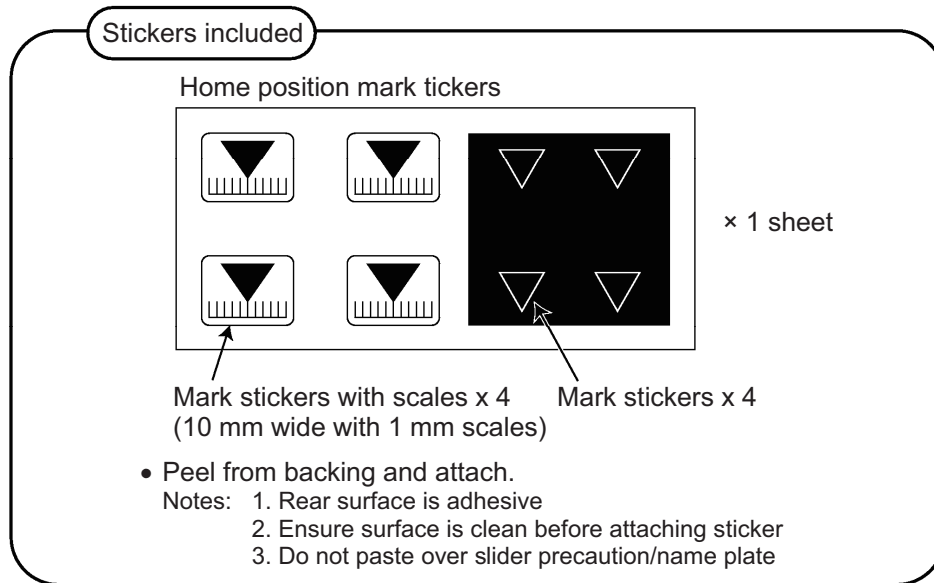 Stickers included
Home position mark tickers
× 1 sheet
Mark stickers with scales x 4
(10 mm wide with 1 mm scales)
Mark stickers x 4
• Peel from backing and attach.
Notes: 1. Rear surface is adhesive
2. Ensure surface is clean before attaching sticker
3. Do not paste over slider precaution/name plate